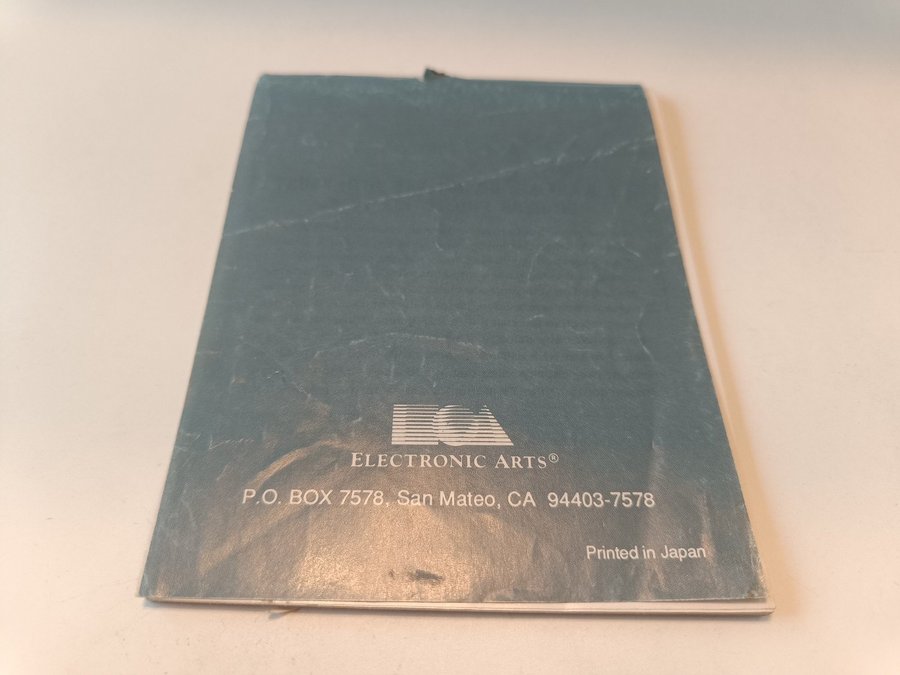 ELECTRONIC ARTS®
P.O. BOX 7578, San Mateo, CA 94403-7578
Printed in Japan